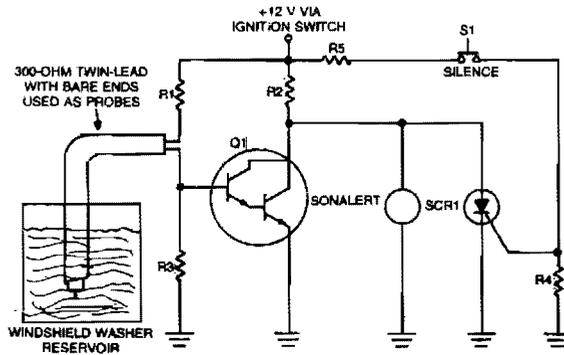 +12 V VIA
IGNITION SWITCH
S1
R5
SILENCE
300-OHM TWIN-LEAD
WITH BARE ENDS
USED AS PROBES
R1
R2
Q1
SONALERT
SCR1
R3
R4
WINDSHIELD WASHER
RESERVOIR